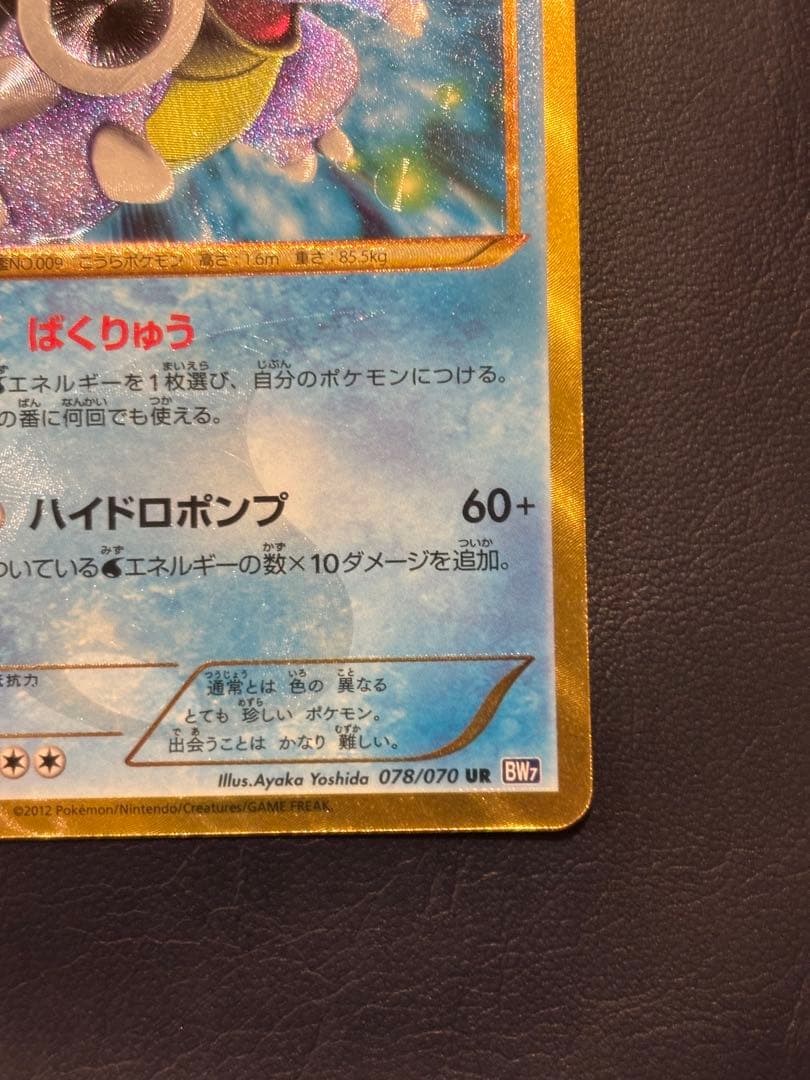 NO.009 こうらポケモン 高さ：1.6m 重さ：85.5kg
ばくりゅう
エネルギーを1枚選び、自分のポケモンにつける。
の番に何回でも使える。
ハイドロポンプ 60+
ついているエネルギーの数×10ダメージを追加。
抵抗力
通常とは 色の 異なる
とても 珍しい ポケモン。
出会うことは かなり 難しい。
Illus.Ayaka Yoshida 078/070 UR BW7
©2012 Pokémon/Nintendo/Creatures/GAME FREAK.